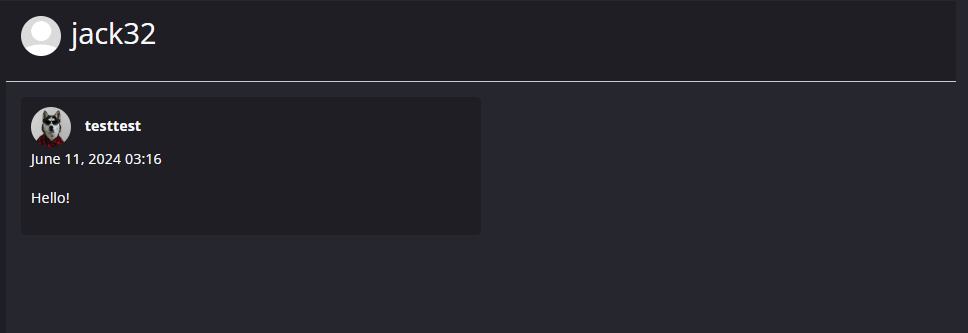 jack32
testtest
June 11, 2024 03:16
Hello!